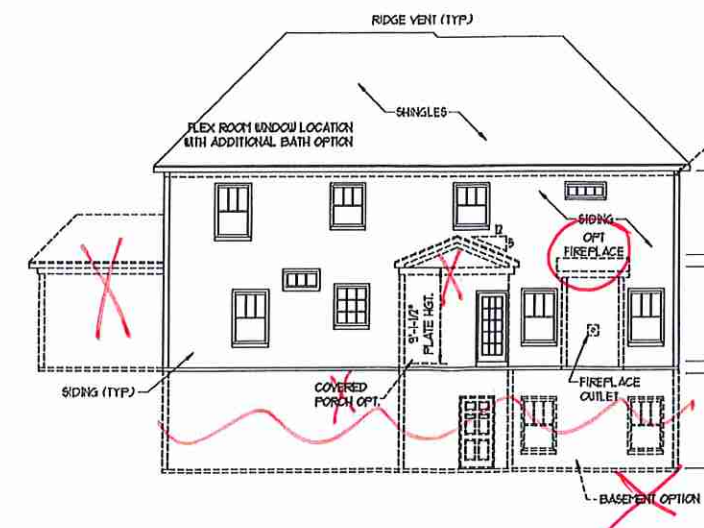 RIDGE VENT (TYP.)
SHINGLES
FLEX ROOM WINDOW LOCATION
WITH ADDITIONAL BATH OPTION
SIDING
OPT
FIREPLACE
12
5
9'-1-1/2"
PLATE HGT.
SIDING (TYP.)
COVERED
PORCH OPT.
FIREPLACE
OUTLET
BASEMENT OPTION